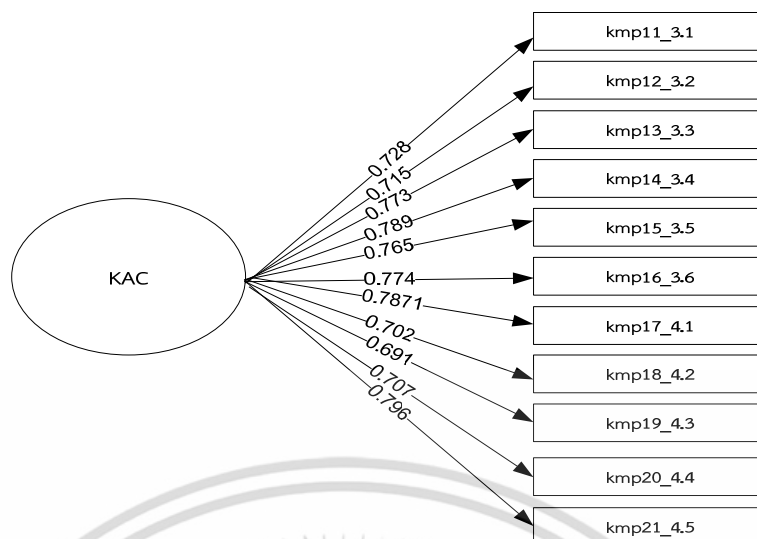 kmp11_3.1
kmp12_3.2
kmp13_3.3
kmp14_3.4
kmp15_3.5
kmp16_3.6
kmp17_4.1
kmp18_4.2
kmp19_4.3
kmp20_4.4
kmp21_4.5
0.728
0.715
0.773
0.789
0.765
0.774
0.7871
0.702
0.691
0.707
0.796
KAC